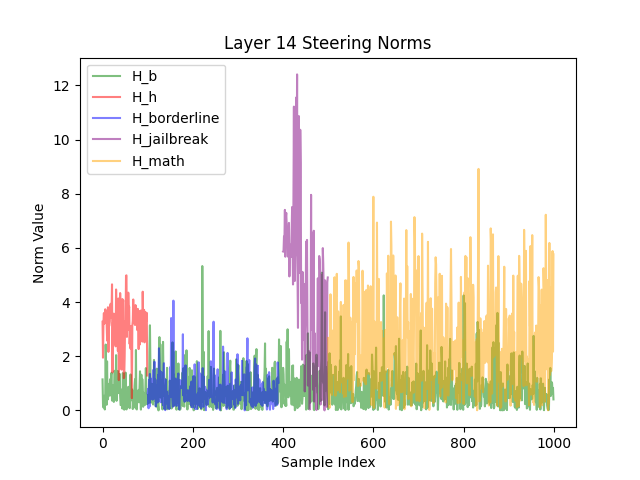 Layer 14 Steering Norms
H_b
H_h
H_borderline
H_jailbreak
H_math
Norm Value
12
10
8
6
4
2
0
0 200 400 600 800 1000
Sample Index